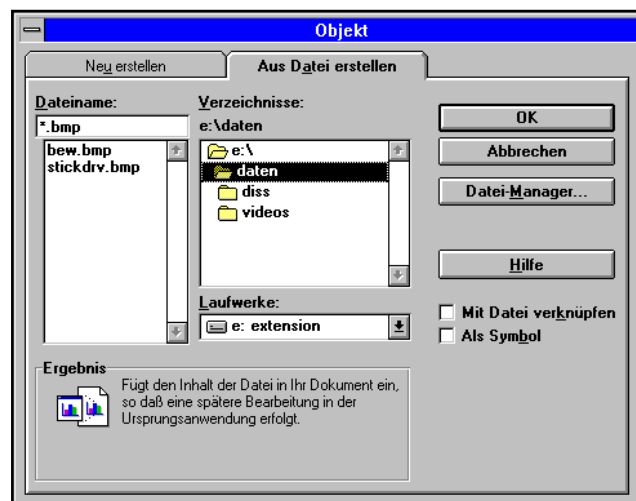 Objekt
Neu erstellen
Aus Datei erstellen
Dateiname:
*.bmp
bew.bmp
stickdrv.bmp
Verzeichnisse:
e:\daten
e:\
daten
diss
videos
Laufwerke:
e: extension
OK
Abbrechen
Datei-Manager...
Hilfe
Mit Datei verknüpfen
Als Symbol
Ergebnis
Fügt den Inhalt der Datei in Ihr Dokument ein,
so daß eine spätere Bearbeitung in der
Ursprungsanwendung erfolgt.